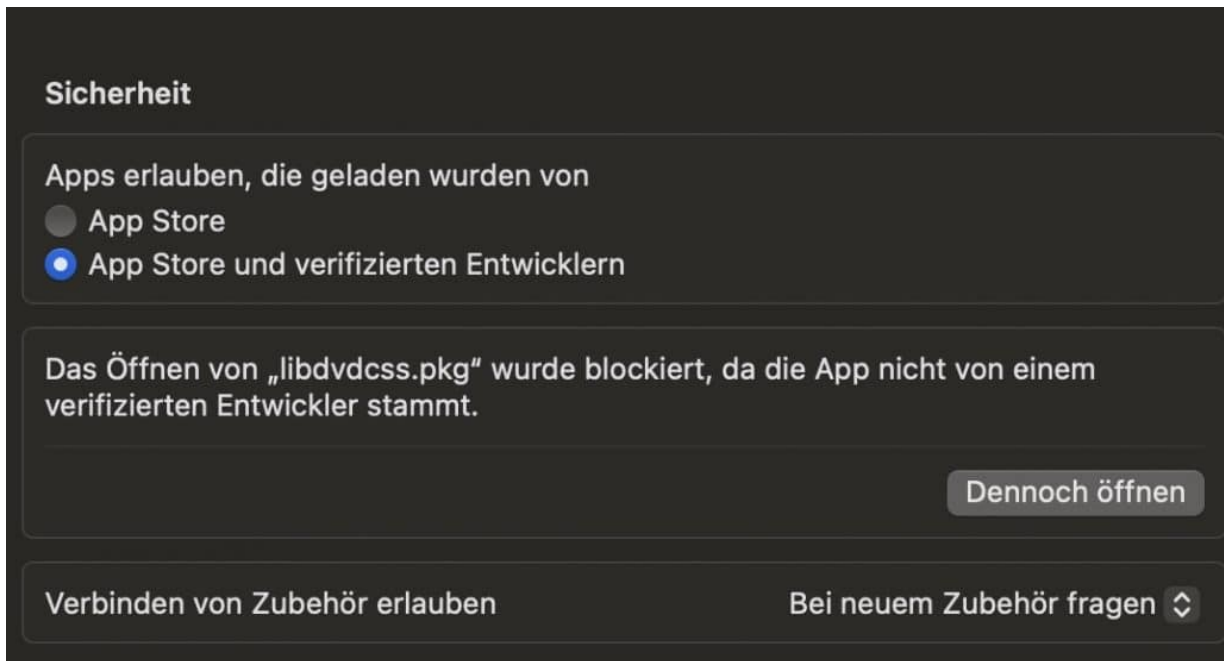 Sicherheit
Apps erlauben, die geladen wurden von
App Store
App Store und verifizierten Entwicklern
Das Öffnen von „libdvdcss.pkg“ wurde blockiert, da die App nicht von einem
verifizierten Entwickler stammt.
Dennoch öffnen
Verbinden von Zubehör erlauben Bei neuem Zubehör fragen